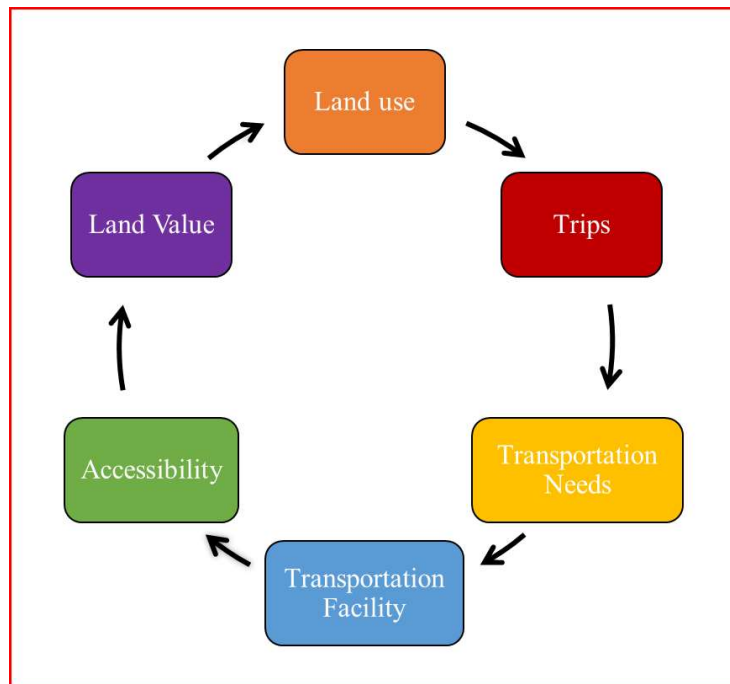 Land use
Trips
Transportation
Needs
Transportation
Facility
Accessibility
Land Value